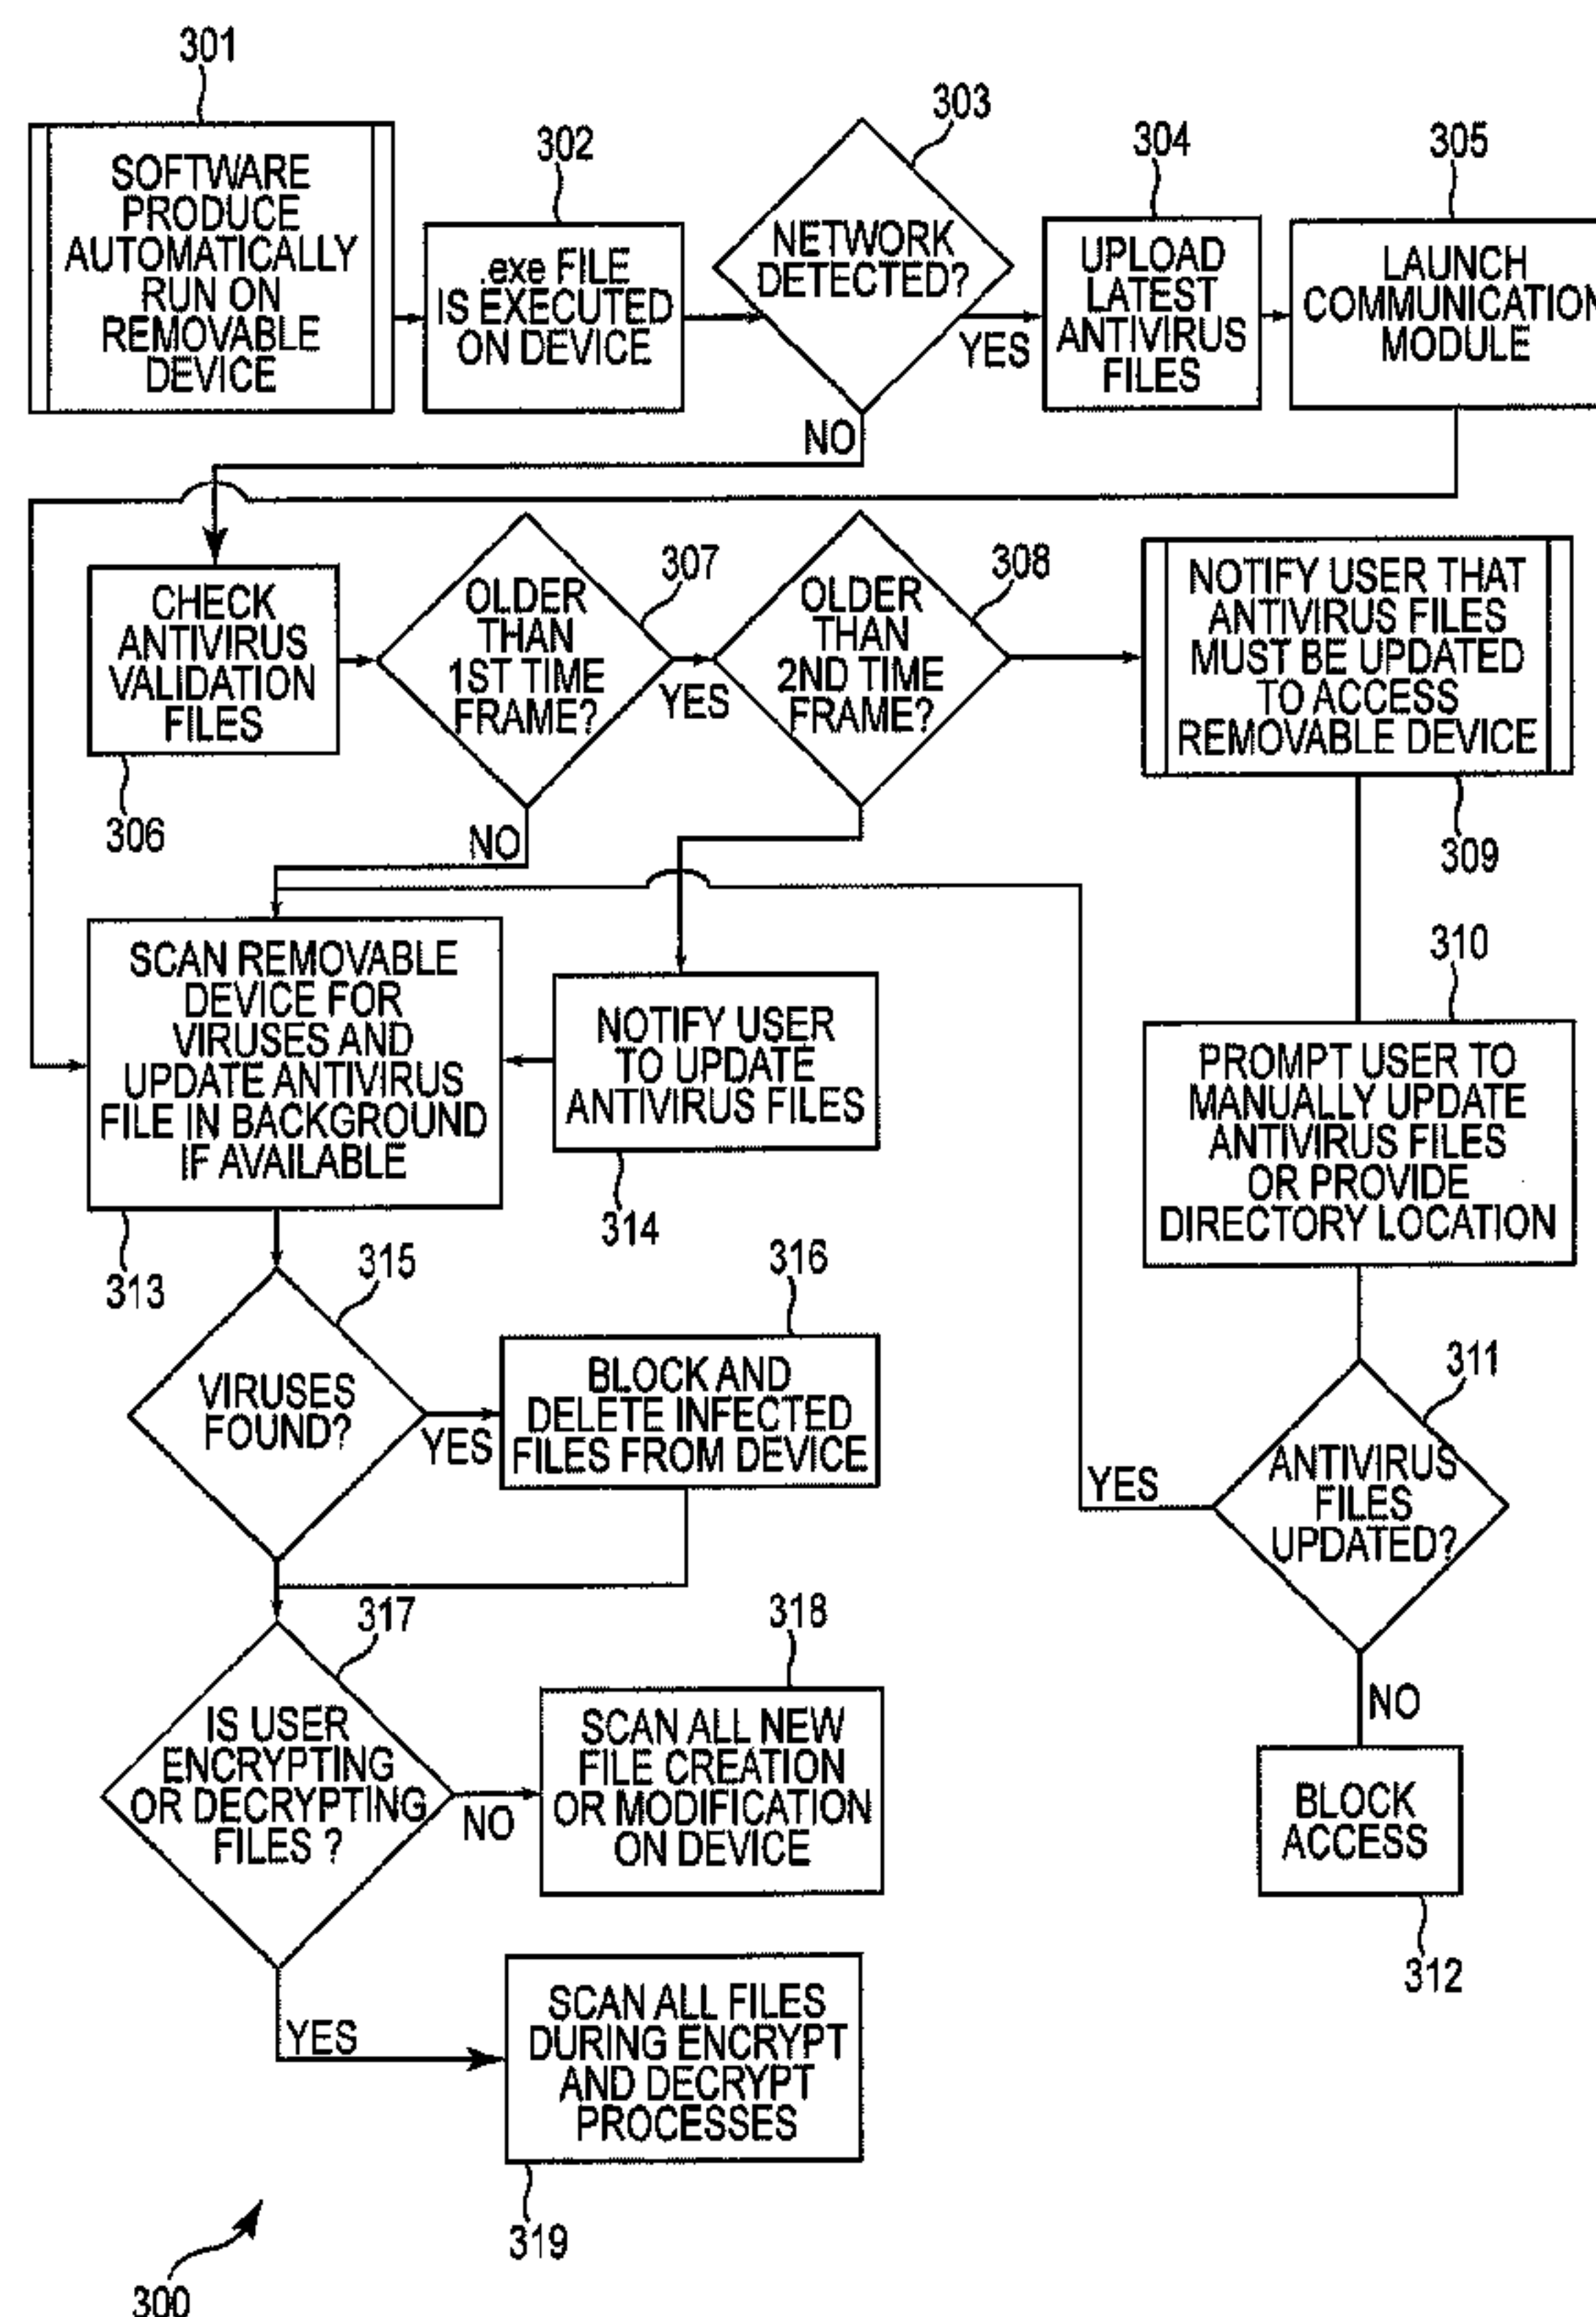 301
SOFTWARE
PRODUCE
AUTOMATICALLY
RUN ON
REMOVABLE
DEVICE
302
.exe FILE
IS EXECUTED
ON DEVICE
303
NETWORK
DETECTED?
YES
NO
304
UPLOAD
LATEST
ANTIVIRUS
FILES
305
LAUNCH
COMMUNICATION
MODULE
CHECK
ANTIVIRUS
VALIDATION
FILES
306
OLDER
THAN
1ST TIME
FRAME?
307
YES
NO
OLDER
THAN
2ND TIME
FRAME?
308
NOTIFY USER THAT
ANTIVIRUS FILES
MUST BE UPDATED
TO ACCESS
REMOVABLE DEVICE
309
SCAN REMOVABLE
DEVICE FOR
VIRUSES AND
UPDATE ANTIVIRUS
FILE IN BACKGROUND
IF AVAILABLE
313
NOTIFY USER
TO UPDATE
ANTIVIRUS FILES
314
310
PROMPT USER TO
MANUALLY UPDATE
ANTIVIRUS FILES
OR PROVIDE
DIRECTORY LOCATION
315
VIRUSES
FOUND?
YES
316
BLOCK AND
DELETE INFECTED
FILES FROM DEVICE
311
ANTIVIRUS
FILES
UPDATED?
YES
NO
317
IS USER
ENCRYPTING
OR DECRYPTING
FILES ?
NO
YES
318
SCAN ALL NEW
FILE CREATION
OR MODIFICATION
ON DEVICE
BLOCK
ACCESS
312
SCAN ALL FILES
DURING ENCRYPT
AND DECRYPT
PROCESSES
319
300